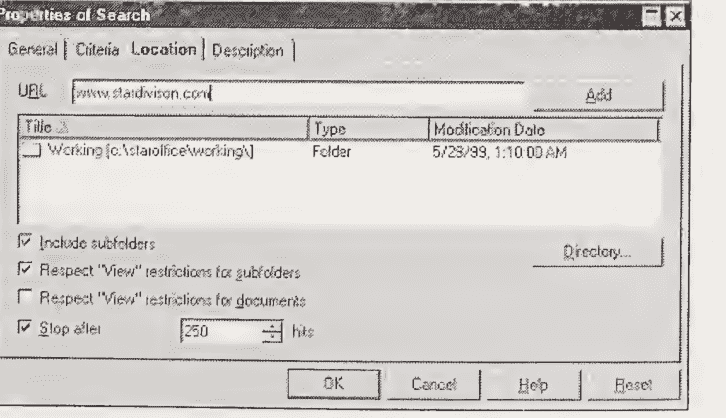 Properties of Search
General Criteria Location Description
URL www.stardivison.com Add
Title Type Modification Date
Working [c:\staroffice\working\] Folder 5/28/99, 1:10:00 AM
Include subfolders
Directory...
Respect "View" restrictions for subfolders
Respect "View" restrictions for documents
Stop after 250 hits
OK Cancel Help Reset